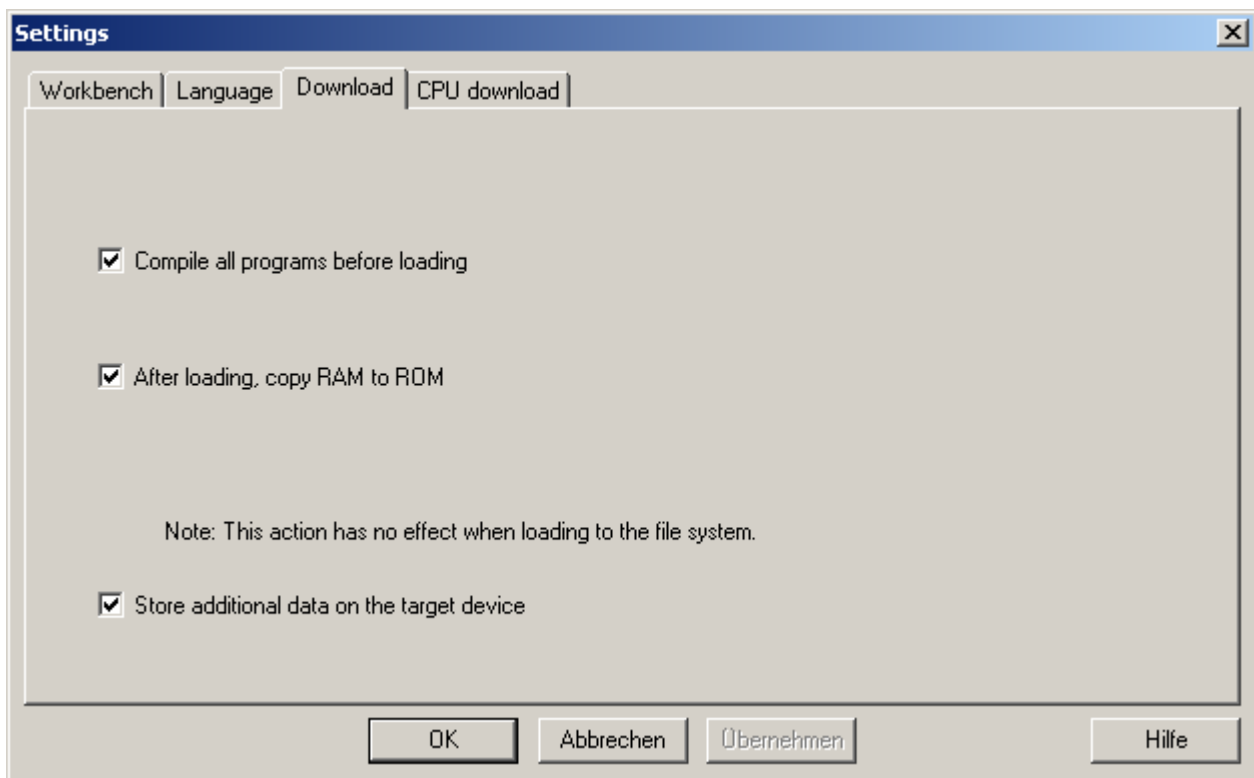 Settings
Workbench Language Download CPU download
Compile all programs before loading
After loading, copy RAM to ROM
Note: This action has no effect when loading to the file system.
Store additional data on the target device
OK Abbrechen Übernehmen Hilfe